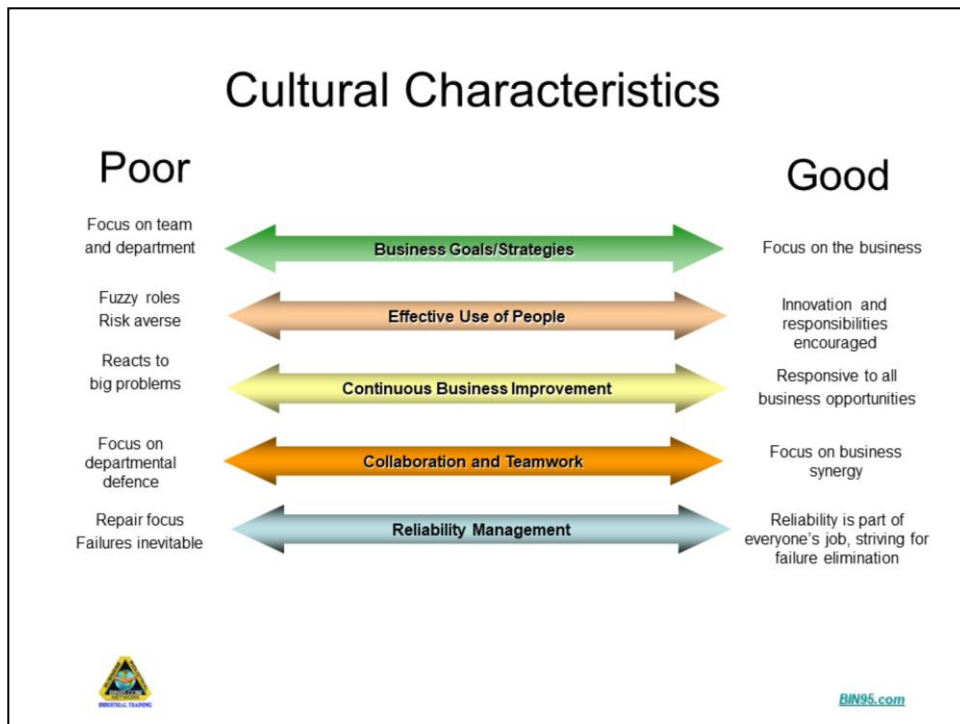 Cultural Characteristics
Poor
Good
Focus on team
and department
Business Goals/Strategies
Focus on the business
Fuzzy roles
Risk averse
Effective Use of People
Innovation and
responsibilities
encouraged
Reacts to
big problems
Continuous Business Improvement
Responsive to all
business opportunities
Focus on
departmental
defence
Collaboration and Teamwork
Focus on business
synergy
Repair focus
Failures inevitable
Reliability Management
Reliability is part of
everyone's job, striving for
failure elimination
INDUSTRIAL TRAINING
BIN95.com